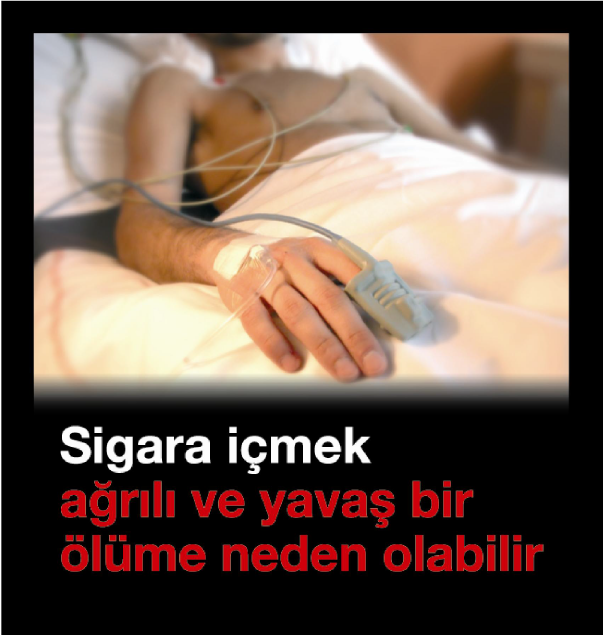 Sigara içmek
ağrılı ve yavaş bir
ölüme neden olabilir